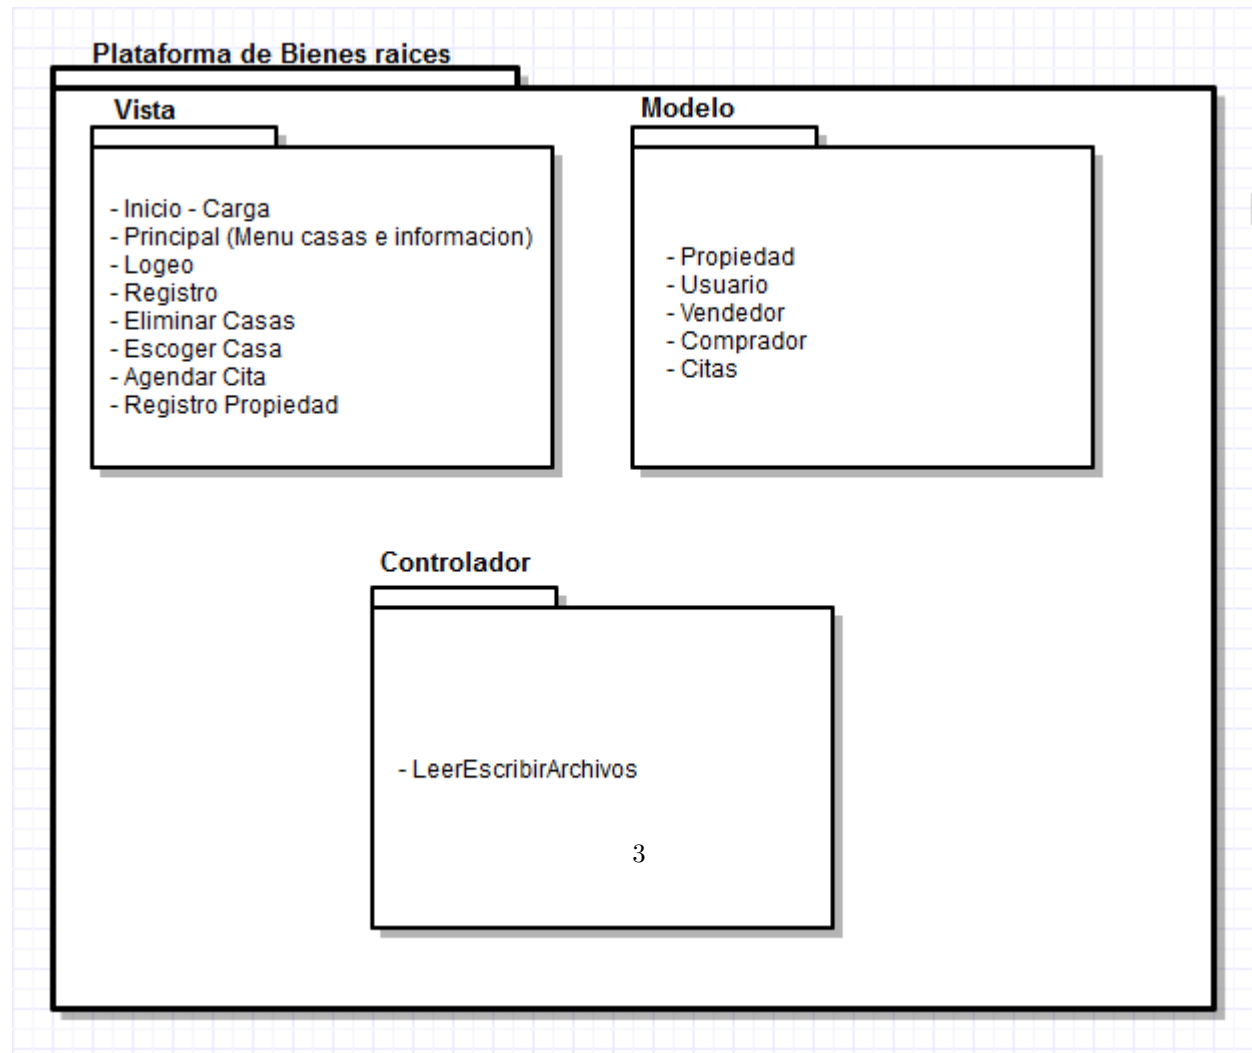 Plataforma de Bienes raices
Vista
- Inicio - Carga
- Principal (Menu casas e informacion)
- Logeo
- Registro
- Eliminar Casas
- Escoger Casa
- Agendar Cita
- Registro Propiedad
Modelo
- Propiedad
- Usuario
- Vendedor
- Comprador
- Citas
Controlador
- LeerEscribirArchivos
3